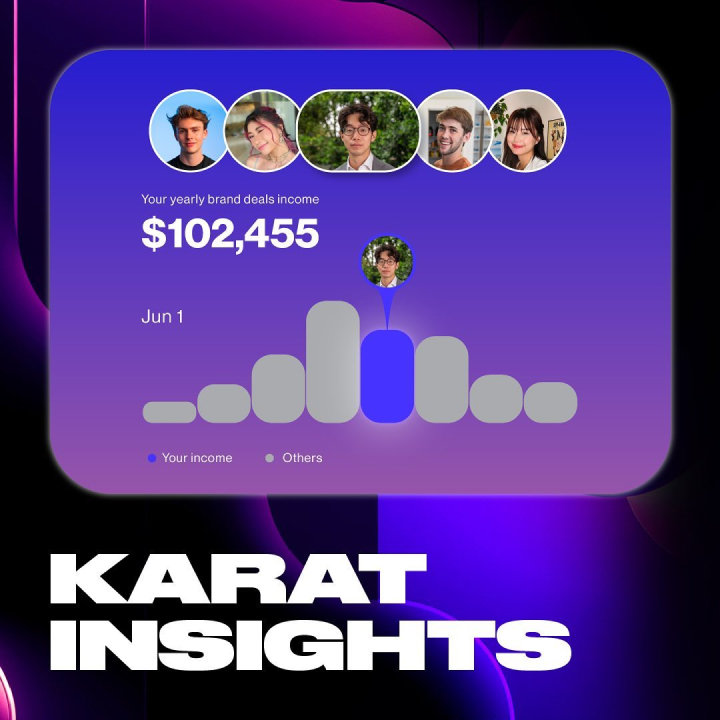 Your yearly brand deals income
$102,455
Jun 1
Your income
Others
KARAT
INSIGHTS